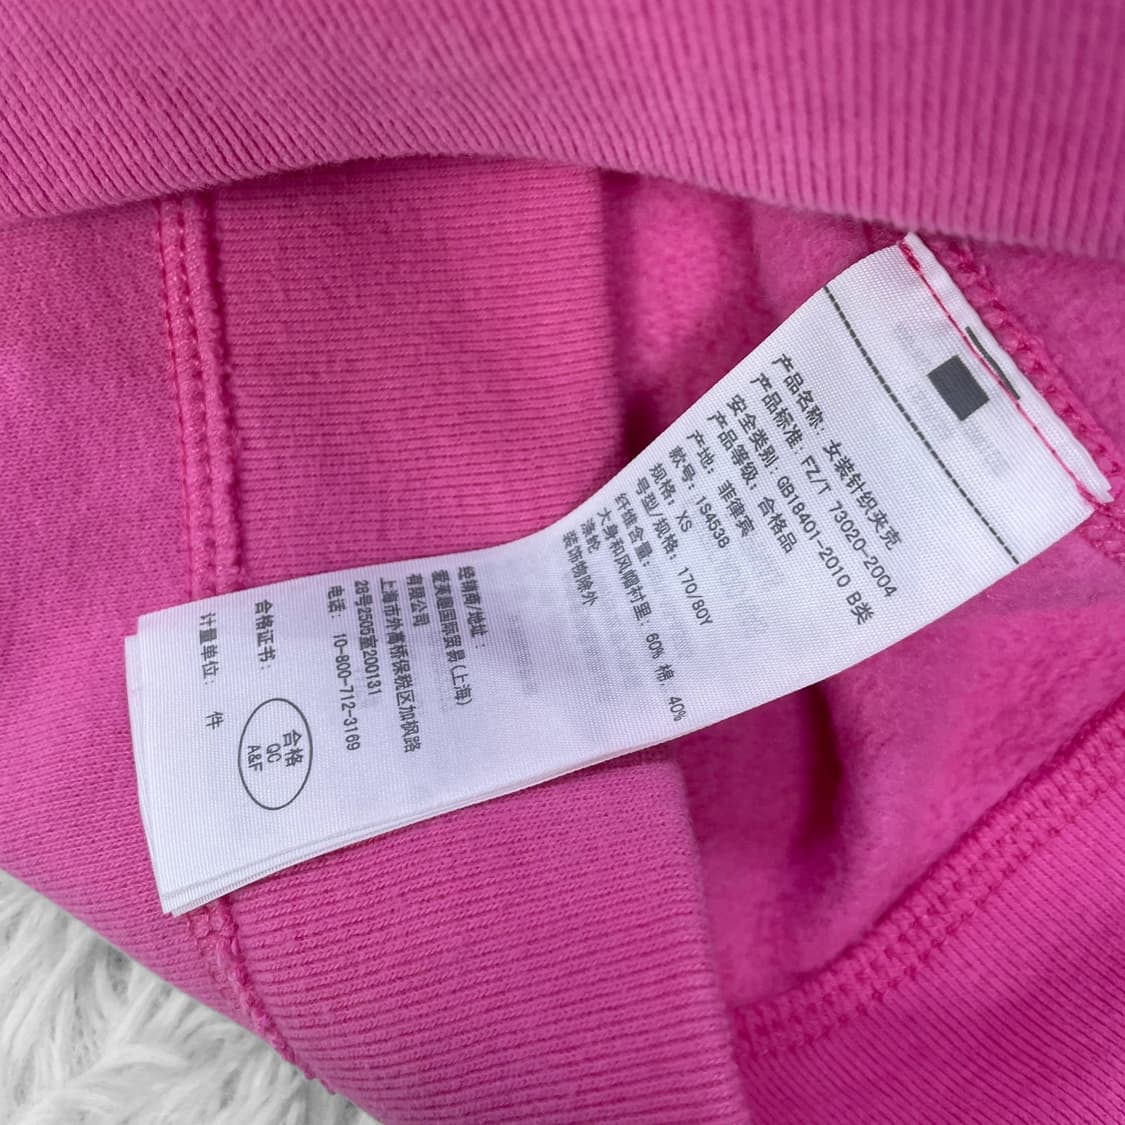 产品名称: 女装针织夹克
产品标准: FZ/T 73020-2004
安全类别: GB18401-2010 B类
产品等级: 合格品
产地: 菲律宾
款号: 1S4538
规格: XS
号型/规格: 170/80Y
纤维含量:
大身和风帽衬里: 60% 棉, 40%
涤纶
装饰物除外
经销商/地址:
爱芙趣国际贸易(上海)
有限公司
上海市外高桥保税区加枫路
28号2505室200131
电话: 10-800-712-3169
合格证书:
合格
QC
A&F
计量单位: 件